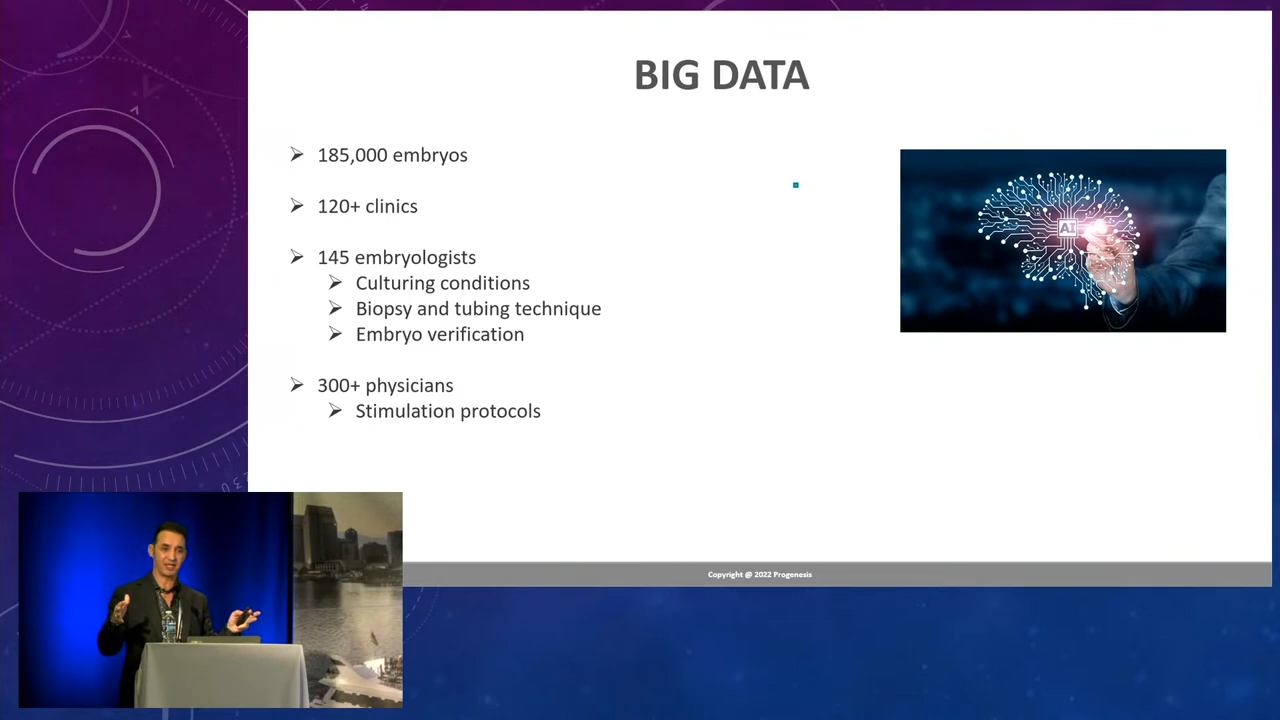 BIG DATA
185,000 embryos
120+ clinics
145 embryologists
Culturing conditions
Biopsy and tubing technique
Embryo verification
300+ physicians
Stimulation protocols
AI
Copyright @ 2022 Progenesis